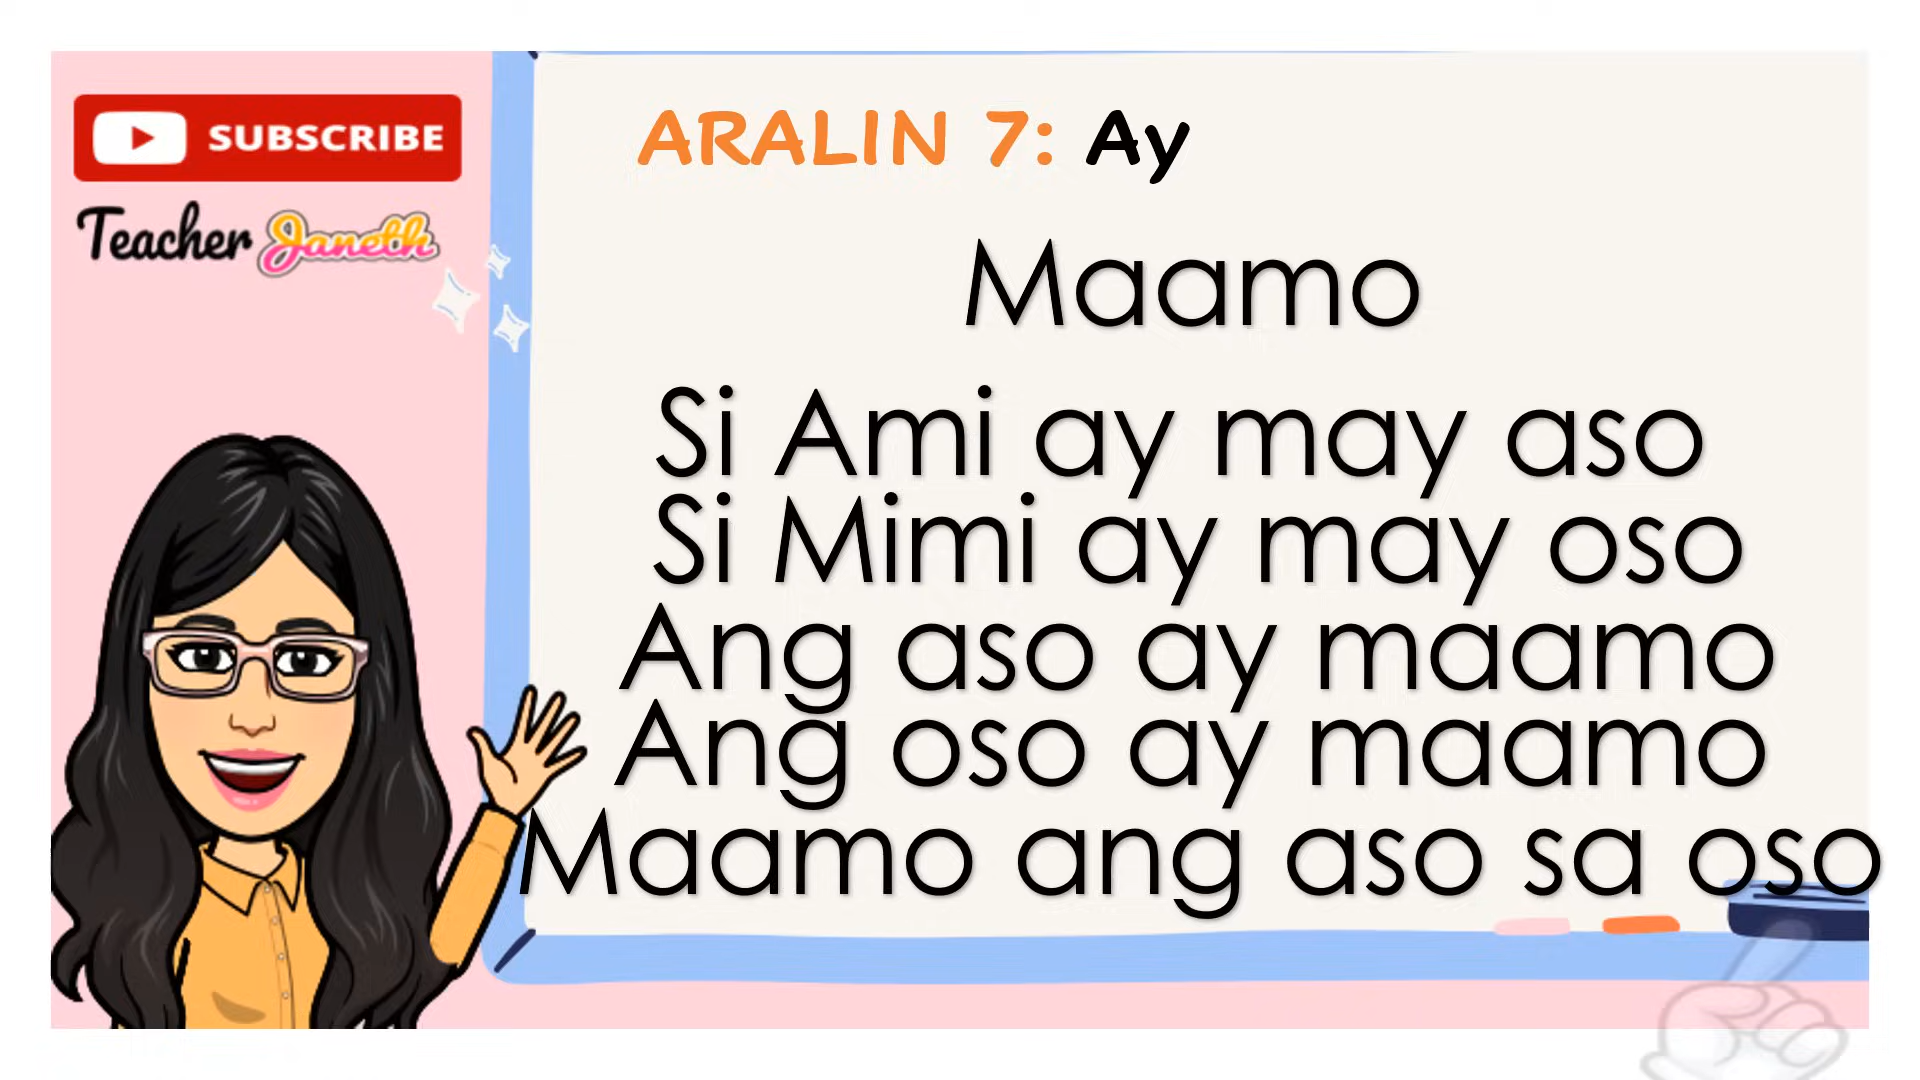 SUBSCRIBE
Teacher Janeth
ARALIN 7: Ay
Maamo
Si Ami ay may aso
Si Mimi ay may oso
Ang aso ay maamo
Ang oso ay maamo
Maamo ang aso sa oso